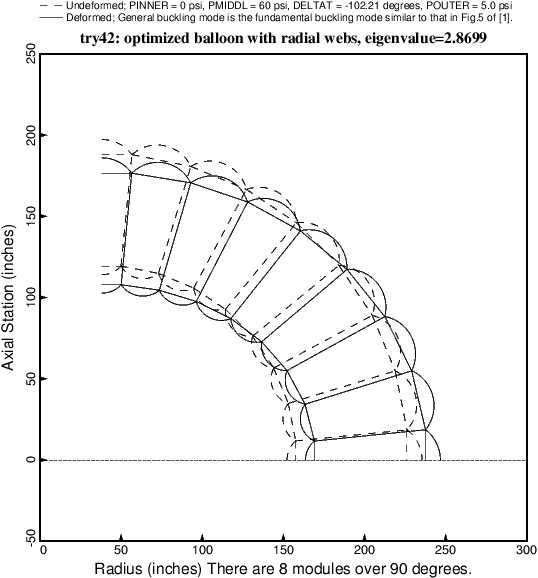 Undeformed; PINNER = 0 psi, PMIDDL = 60 psi, DELTAT = -102.21 degrees, POUTER = 5.0 psi
Deformed; General buckling mode is the fundamental buckling mode similar to that in Fig.5 of [1].
try42: optimized balloon with radial webs, eigenvalue=2.8699
250
200
150
100
50
0
-50
Axial Station (inches)
0 50 100 150 200 250 300
Radius (inches) There are 8 modules over 90 degrees.